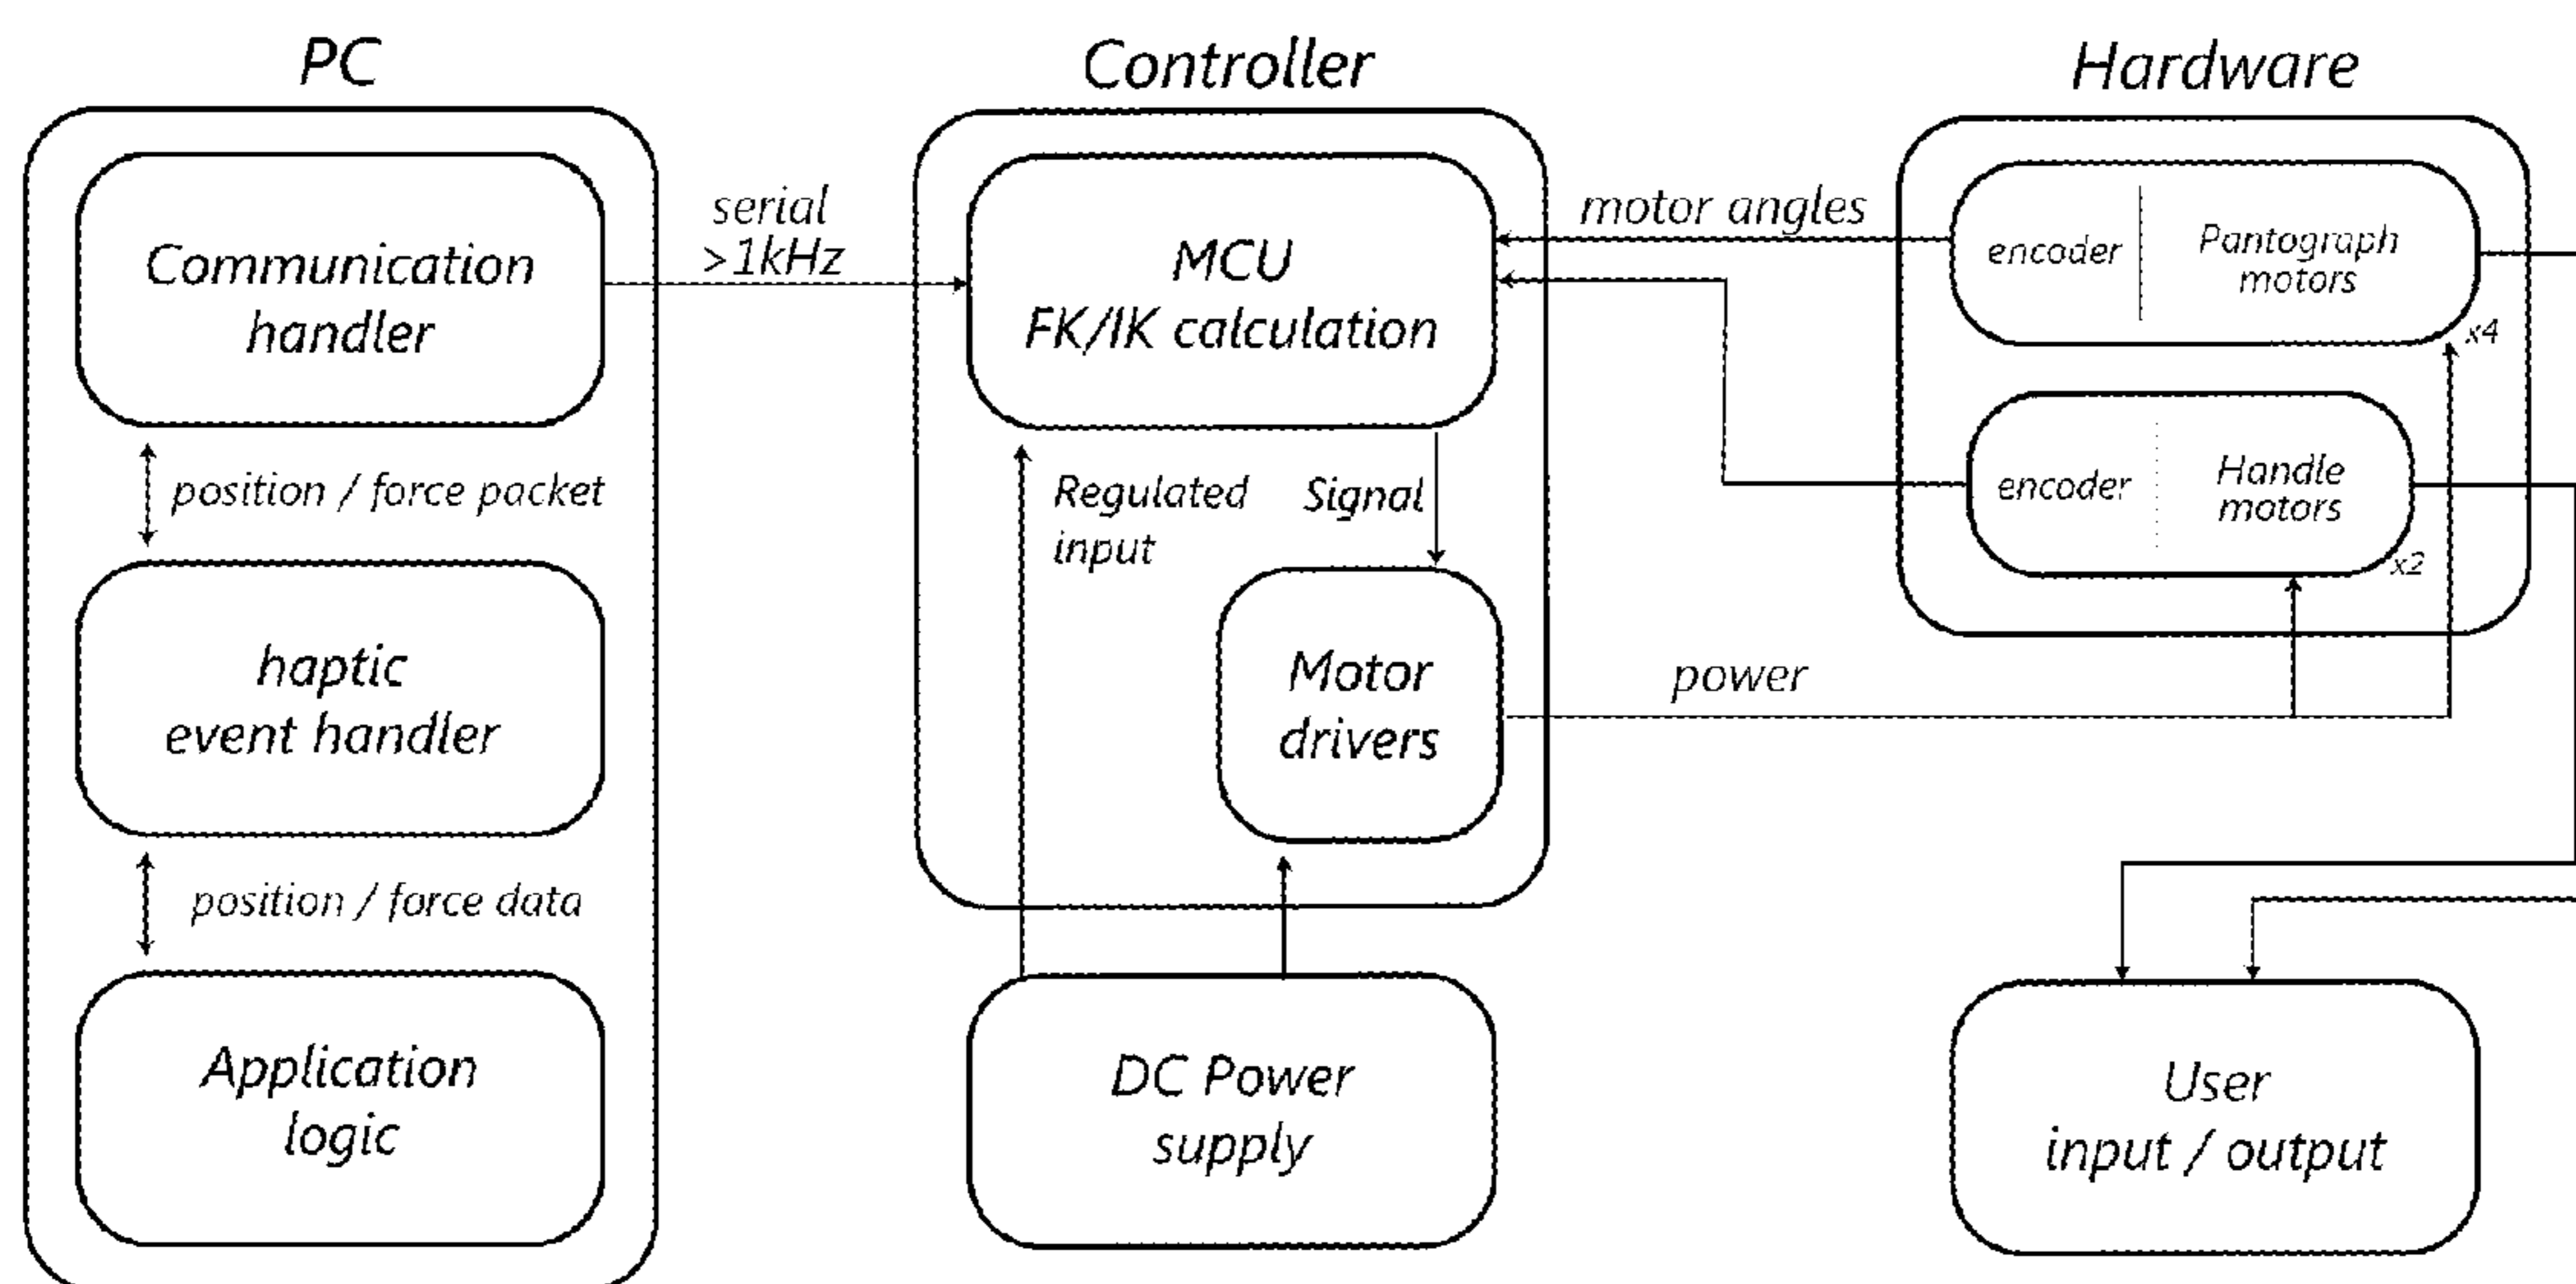 PC
Communication
handler
position / force packet
haptic
event handler
position / force data
Application
logic
serial
>1kHz
Controller
MCU
FK/IK calculation
Regulated
input
Signal
Motor
drivers
DC Power
supply
motor angles
power
Hardware
encoder
Pantograph
motors
x4
encoder
Handle
motors
x2
User
input / output